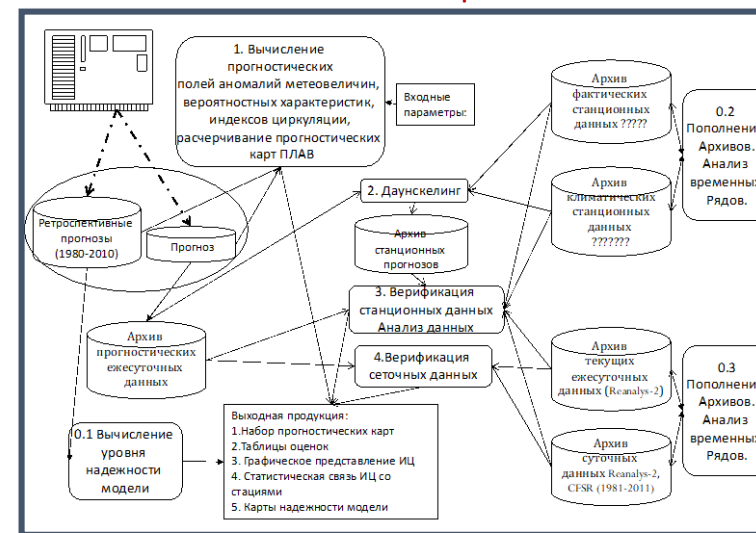 1. Вычисление
прогностических
полей аномалий метеовеличин,
вероятностных характеристик,
индексов циркуляции,
расчерчивание прогностических
карт ПЛАВ
Входные
параметры:
Архив
фактических
станционных
данных ?????
0.2
Пополнени
Архивов.
Анализ
временны
Рядов.
2. Даунскелинг
Архив
климатических
станционных
данных
???????
Ретроспективные
прогнозы
(1980-2010)
Прогноз
Архив
станционных
прогнозов
3. Верификация
станционных данных
Анализ данных
Архив
прогностических
ежесуточных
данных
4.Верификация
сеточных данных
Архив
текущих
ежесуточных
данных (Reanalys-2)
0.3
Пополнени
Архивов.
Анализ
временны
Рядов.
0.1 Вычисление
уровня
надежности
модели
Выходная продукция:
1.Набор прогностических карт
2.Таблицы оценок
3. Графическое представление ИЦ
4. Статистическая связь ИЦ со
стациями
5. Карты надежности модели
Архив
суточных
данных Reanalys-2,
CFSR (1981-2011)